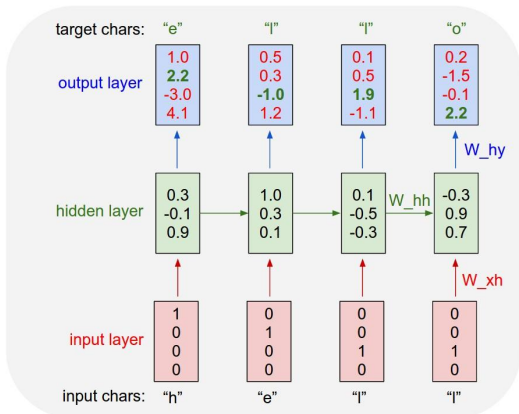 target chars: “e” “l” “l” “o”
output layer
1.0 0.5 0.1 0.2
2.2 0.3 0.5 -1.5
-3.0 -1.0 1.9 -0.1
4.1 1.2 -1.1 2.2
W_hy
hidden layer
0.3 1.0 0.1 -0.3
-0.1 0.3 -0.5 0.9
0.9 0.1 -0.3 0.7
W_hh
W_xh
input layer
1 0 0 0
0 1 0 0
0 0 1 1
0 0 0 0
input chars: “h” “e” “l” “l”